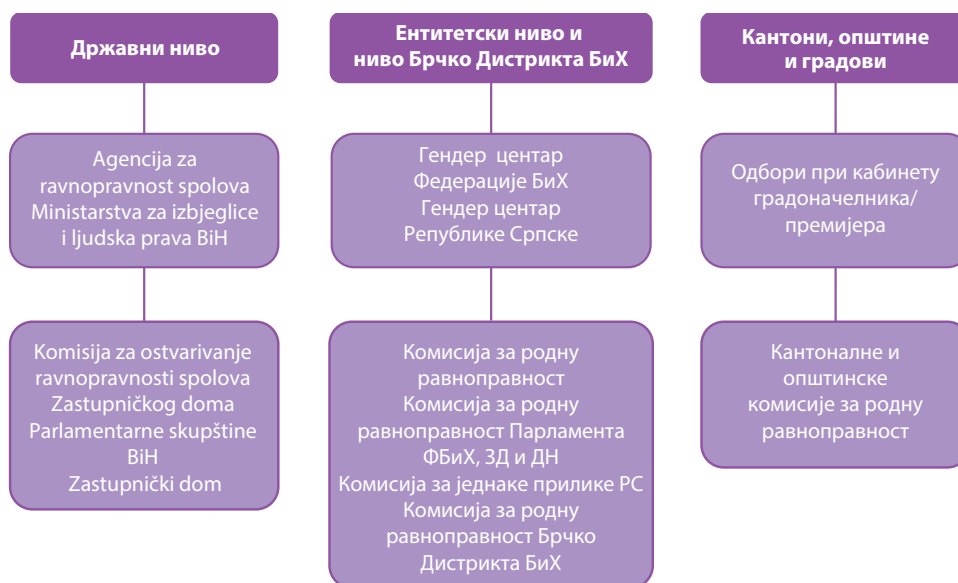 Државни ниво
Agencija za
ravnopravnost spolova
Ministarstva za izbjeglice
i ljudska prava BiH
Komisija za ostvarivanje
ravnopravnosti spolova
Zastupničkog doma
Parlamentarne skupštine
BiH
Zastupnički dom
Ентитетски ниво и
ниво Брчко Дистрикта БиХ
Гендер центар
Федерације БиХ
Гендер центар
Републике Српске
Комисија за родну
равноправност
Комисија за родну
равноправност Парламента
ФБиХ, ЗД и ДН
Комисија за једнаке прилике РС
Комисија за родну
равноправност Брчко
Дистрикта БиХ
Кантони, општине
и градови
Одбори при кабинету
градоначелника/
премијера
Кантоналне и
општинске
комисије за родну
равноправност